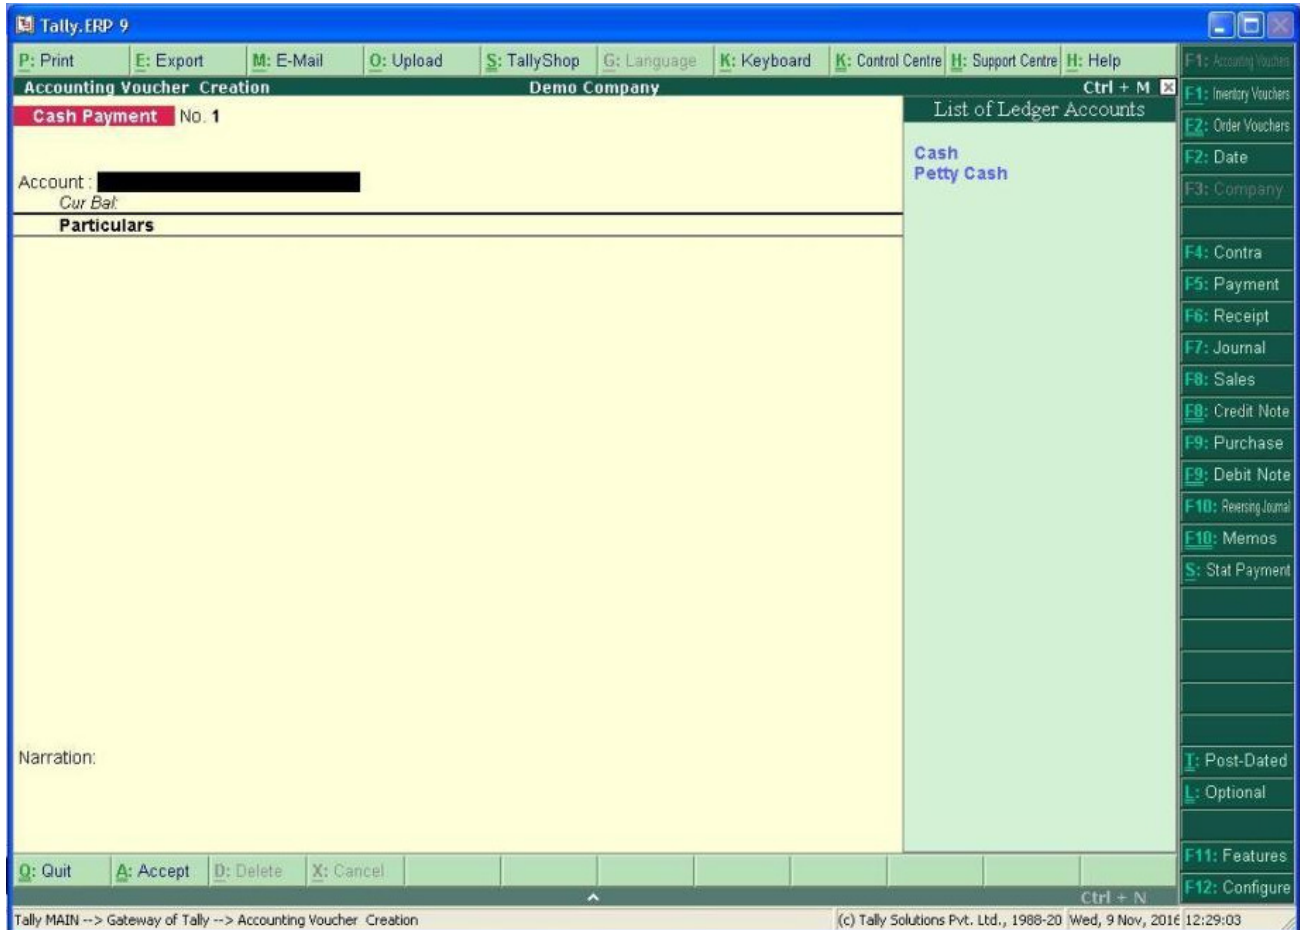 Tally.ERP 9
P: Print E: Export M: E-Mail O: Upload S: TallyShop G: Language K: Keyboard K: Control Centre H: Support Centre H: Help
Accounting Voucher Creation Demo Company Ctrl + M
Cash Payment No. 1
Account :
Cur Bal:
Particulars
Narration:
List of Ledger Accounts
Cash
Petty Cash
F1: Accounting Vouchers
F1: Inventory Vouchers
F2: Order Vouchers
F2: Date
F3: Company
F4: Contra
F5: Payment
F6: Receipt
F7: Journal
F8: Sales
F8: Credit Note
F9: Purchase
F9: Debit Note
F10: Reversing Journal
F10: Memos
S: Stat Payment
T: Post-Dated
L: Optional
F11: Features
F12: Configure
Q: Quit A: Accept D: Delete X: Cancel
Ctrl + N
Tally MAIN --> Gateway of Tally --> Accounting Voucher Creation (c) Tally Solutions Pvt. Ltd., 1988-20 Wed, 9 Nov, 2016 12:29:03